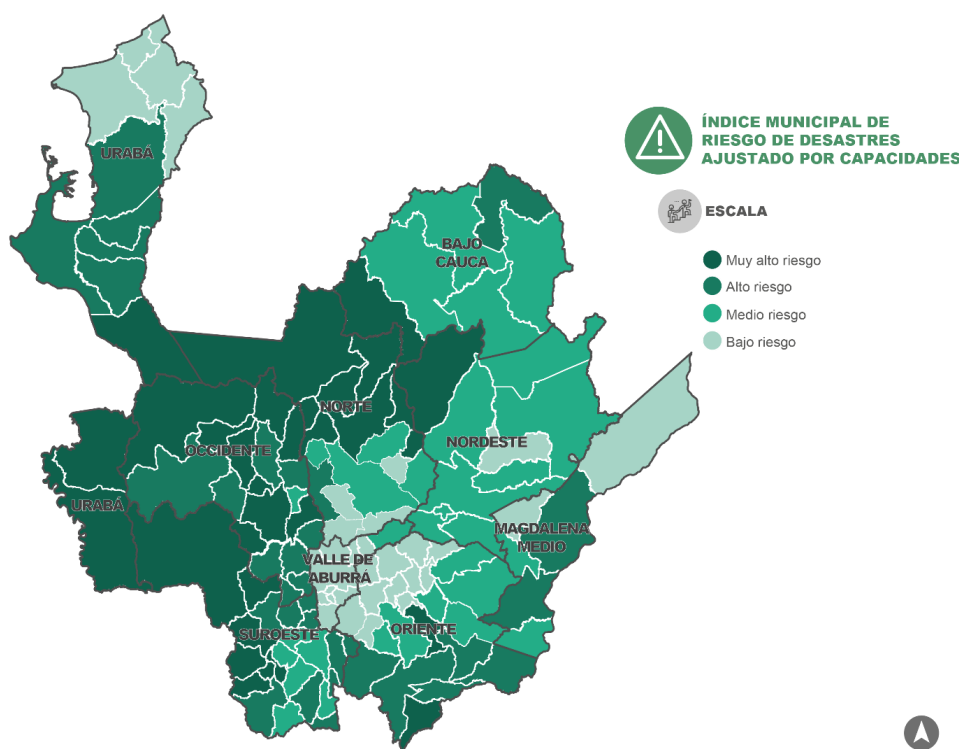 ÍNDICE MUNICIPAL DE
RIESGO DE DESASTRES
AJUSTADO POR CAPACIDADES
ESCALA
Muy alto riesgo
Alto riesgo
Medio riesgo
Bajo riesgo
URABÁ
BAJO
CAUCA
NORTE
NORDESTE
OCCIDENTE
URABÁ
MAGDALENA
MEDIO
VALLE DE
ABURRÁ
SUROESTE
ORIENTE